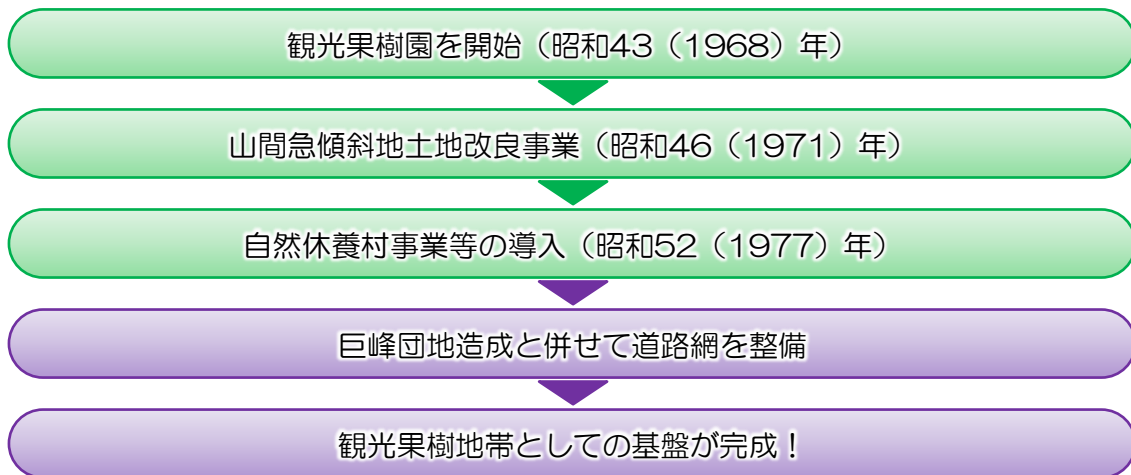 観光果樹園を開始（昭和43（1968）年）
山間急傾斜地土地改良事業（昭和46（1971）年）
自然休養村事業等の導入（昭和52（1977）年）
巨峰団地造成と併せて道路網を整備
観光果樹地帯としての基盤が完成！